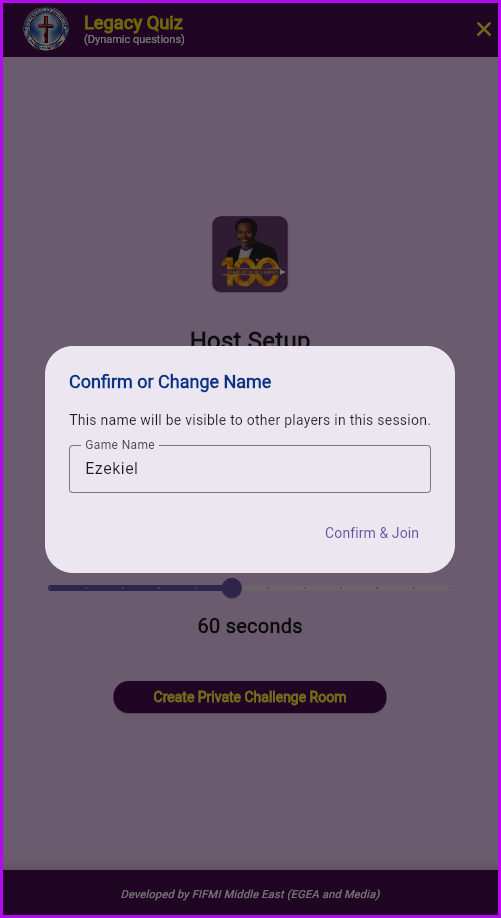 Legacy Quiz
(Dynamic questions)
100
Host Setup
Confirm or Change Name
This name will be visible to other players in this session.
Game Name
Ezekiel
Confirm & Join
60 seconds
Create Private Challenge Room
Developed by FIFMI Middle East (EGEA and Media)